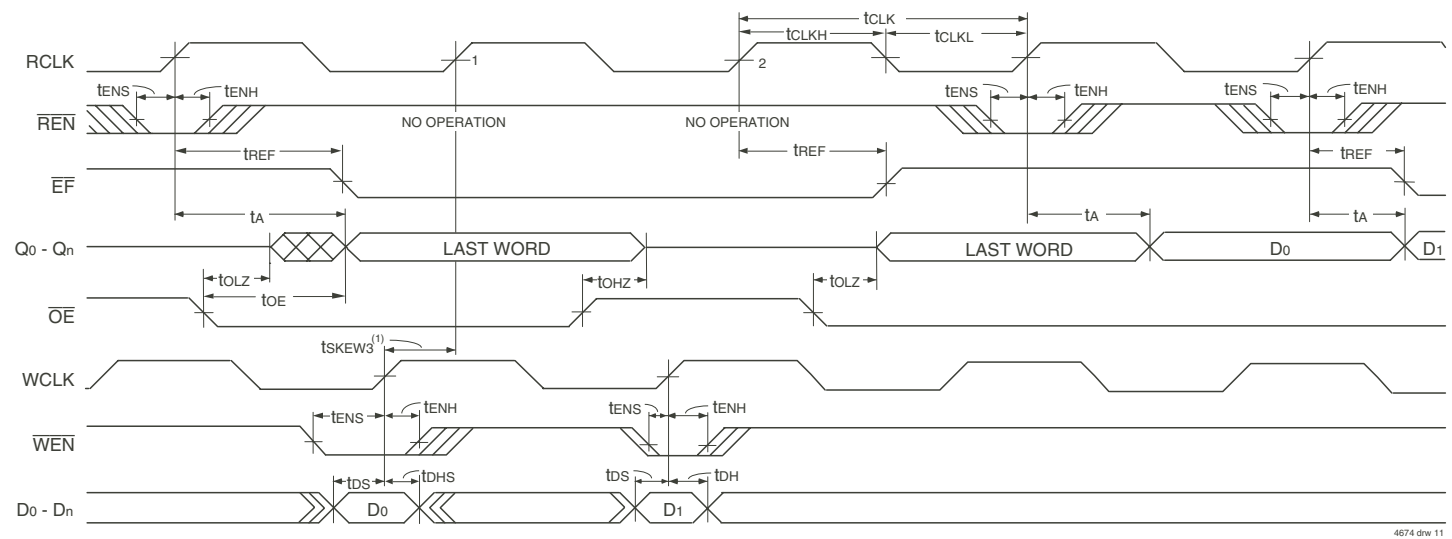 tCLK
tCLKH
tCLKL
RCLK
1
2
tENS
tENH
tENS
tENH
tENS
tENH
REN
NO OPERATION
NO OPERATION
tREF
tREF
tREF
EF
tA
tA
tA
Q0 - Qn
LAST WORD
LAST WORD
D0
D1
tOLZ
tOHZ
tOLZ
tOE
OE
tSKEW3(1)
WCLK
tENS
tENH
tENS
tENH
WEN
tDS
tDHS
tDS
tDH
D0 - Dn
D0
D1
4674 drw 11